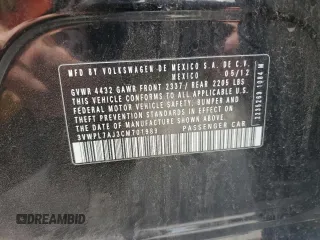 MFD. BY VOLKSWAGEN DE MEXICO S.A. DE C.V.
MEXICO 05/12
GVWR 4432 GAWR FRONT 2337/ REAR 2205 LBS
THIS VEHICLE CONFORMS TO ALL APPLICABLE
FEDERAL MOTOR VEHICLE SAFETY, BUMPER AND
THEFT PREVENTION STANDARDS IN EFFECT ON
THE DATE OF MANUFACTURE SHOWN ABOVE.
3VWPL7AJ3CM701983 PASSENGER CAR
DREAMBID